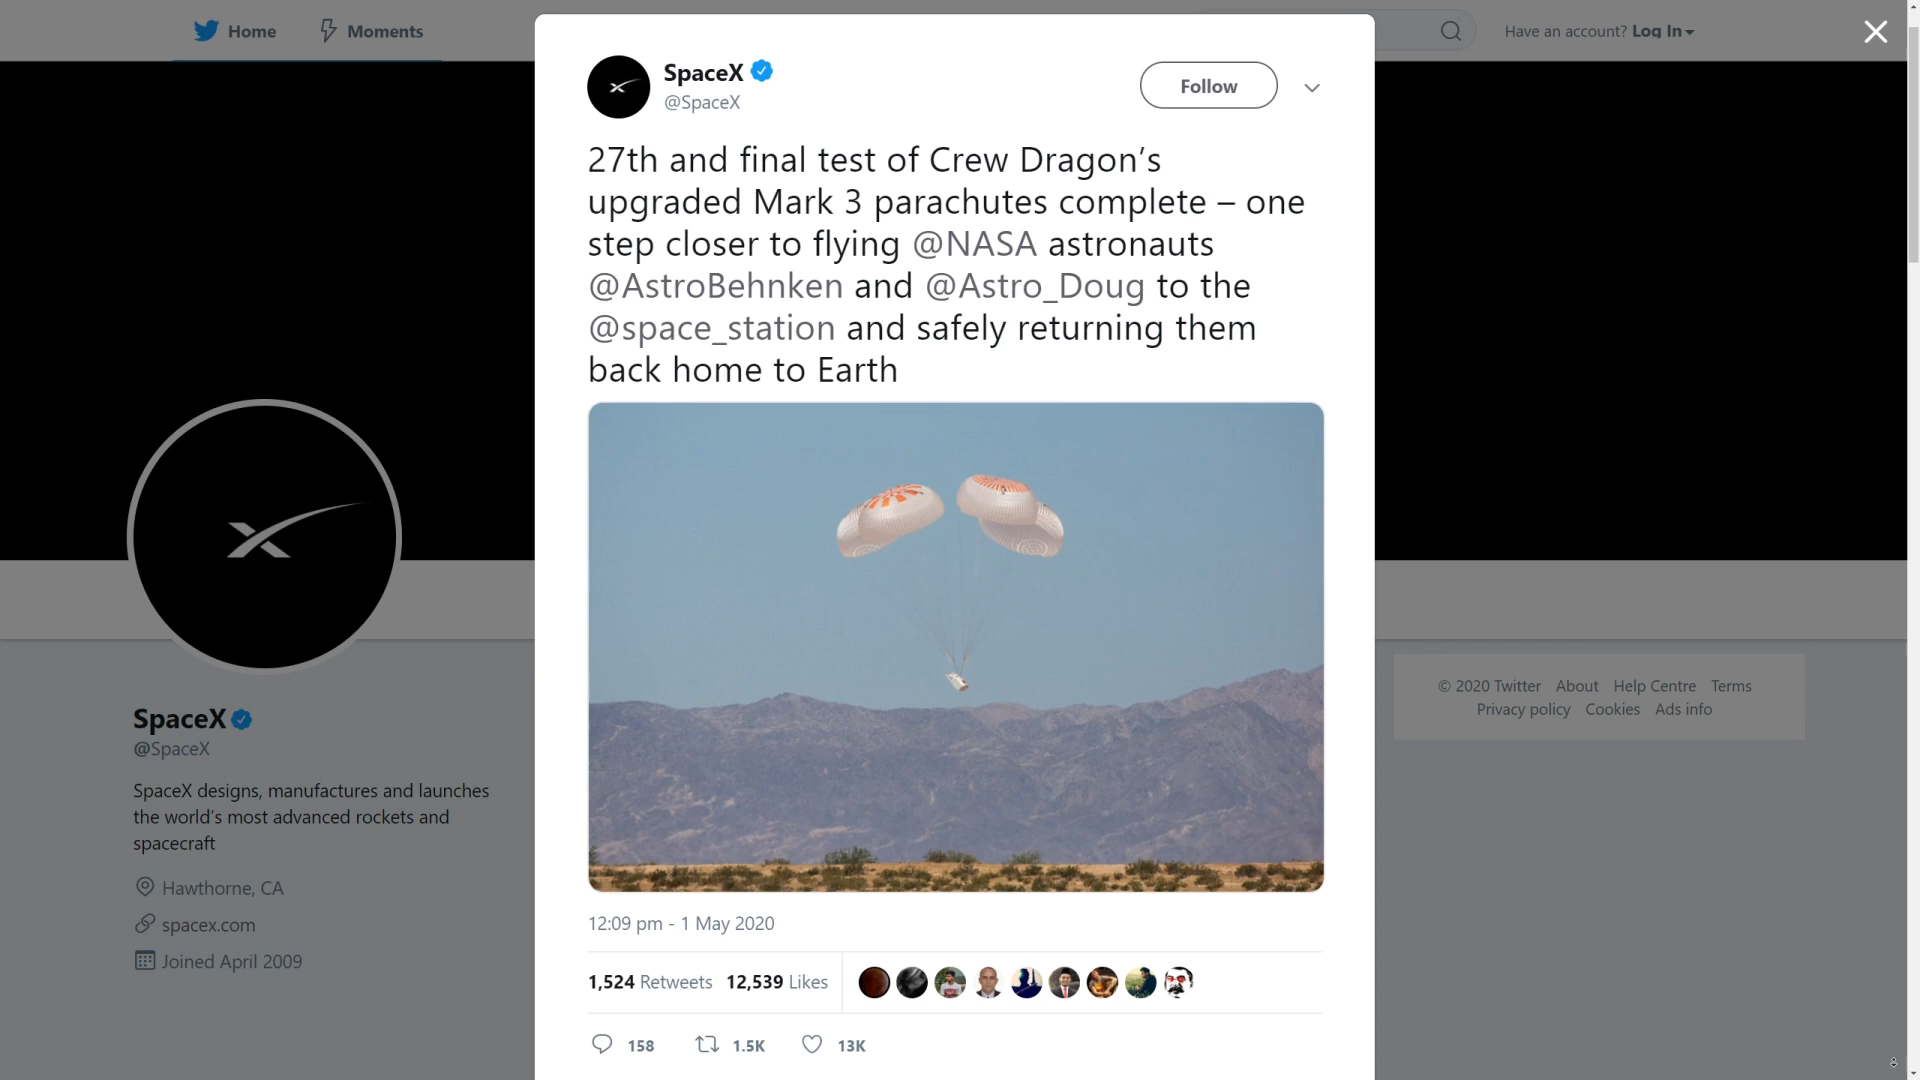 Home
Moments
Have an account? Log In
SpaceX
@SpaceX
Follow
27th and final test of Crew Dragon’s
upgraded Mark 3 parachutes complete – one
step closer to flying @NASA astronauts
@AstroBehnken and @Astro_Doug to the
@space_station and safely returning them
back home to Earth
12:09 pm - 1 May 2020
1,524 Retweets 12,539 Likes
158 1.5K 13K
SpaceX
@SpaceX
SpaceX designs, manufactures and launches
the world’s most advanced rockets and
spacecraft
Hawthorne, CA
spacex.com
Joined April 2009
© 2020 Twitter About Help Centre Terms
Privacy policy Cookies Ads info